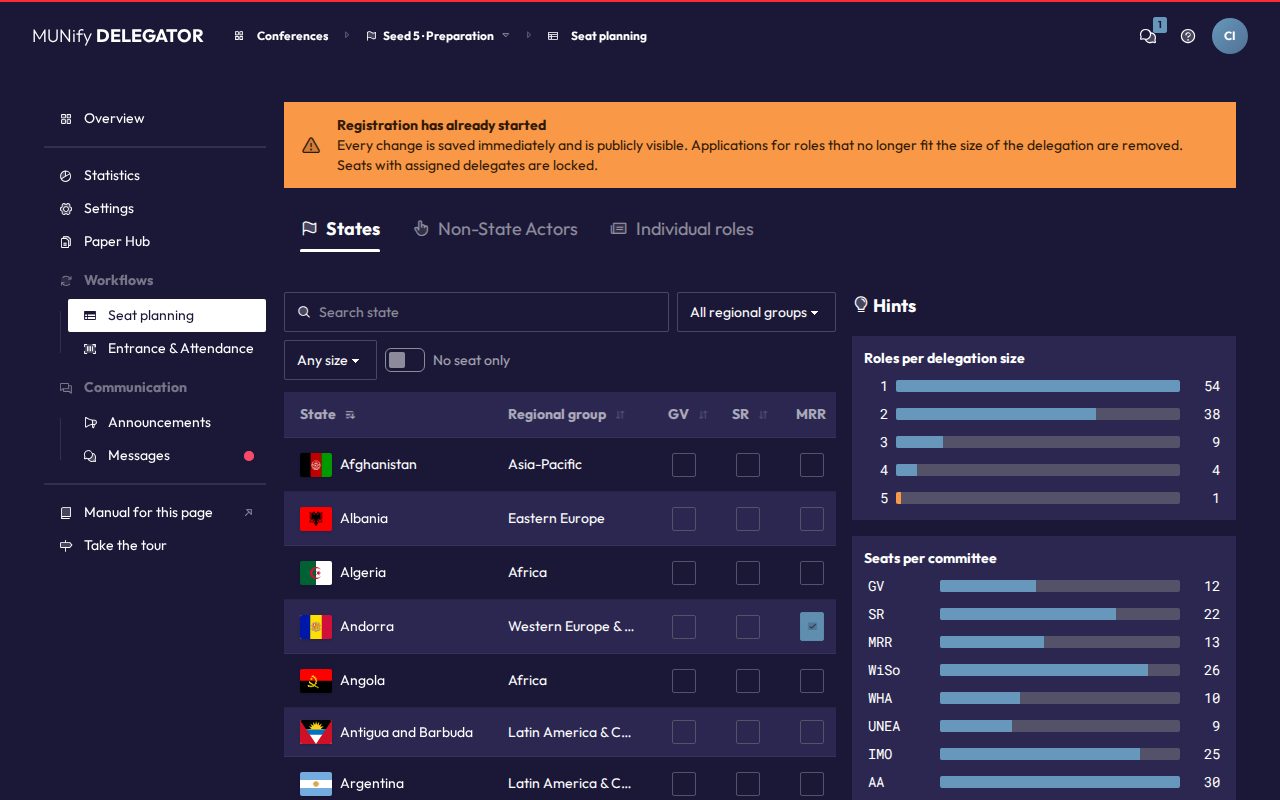 MUNify DELEGATOR
Conferences
Seed 5 · Preparation
Seat planning
1
CI
Overview
Statistics
Settings
Paper Hub
Workflows
Seat planning
Entrance & Attendance
Communication
Announcements
Messages
Manual for this page
Take the tour
Registration has already started
Every change is saved immediately and is publicly visible. Applications for roles that no longer fit the size of the delegation are removed.
Seats with assigned delegates are locked.
States
Non-State Actors
Individual roles
Search state
All regional groups
Any size
No seat only
State Regional group GV SR MRR
Afghanistan Asia-Pacific
Albania Eastern Europe
Algeria Africa
Andorra Western Europe & ...
Angola Africa
Antigua and Barbuda Latin America & C...
Argentina Latin America & C...
Hints
Roles per delegation size
1 54
2 38
3 9
4 4
5 1
Seats per committee
GV 12
SR 22
MRR 13
WiSo 26
WHA 10
UNEA 9
IMO 25
AA 30